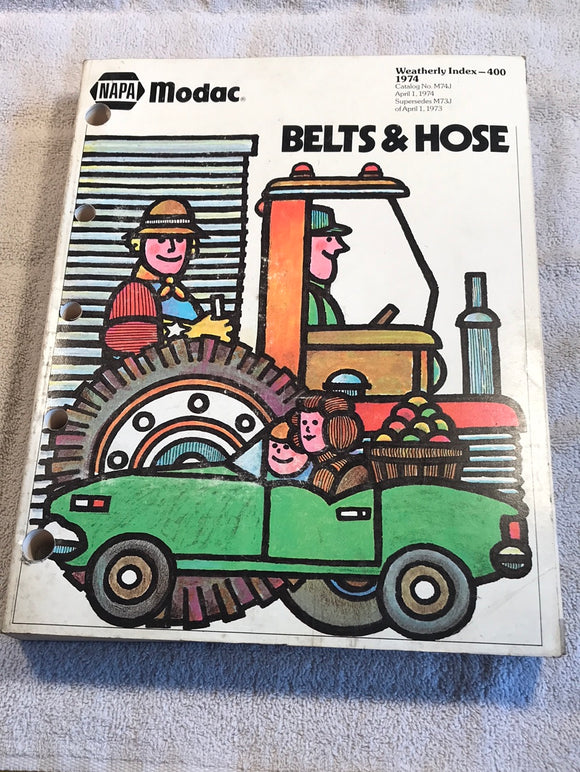 NAPA Modac®
Weatherly Index—400
1974
Catalog No. M74J
April 1, 1974
Supersedes M73J
of April 1, 1973
BELTS & HOSE